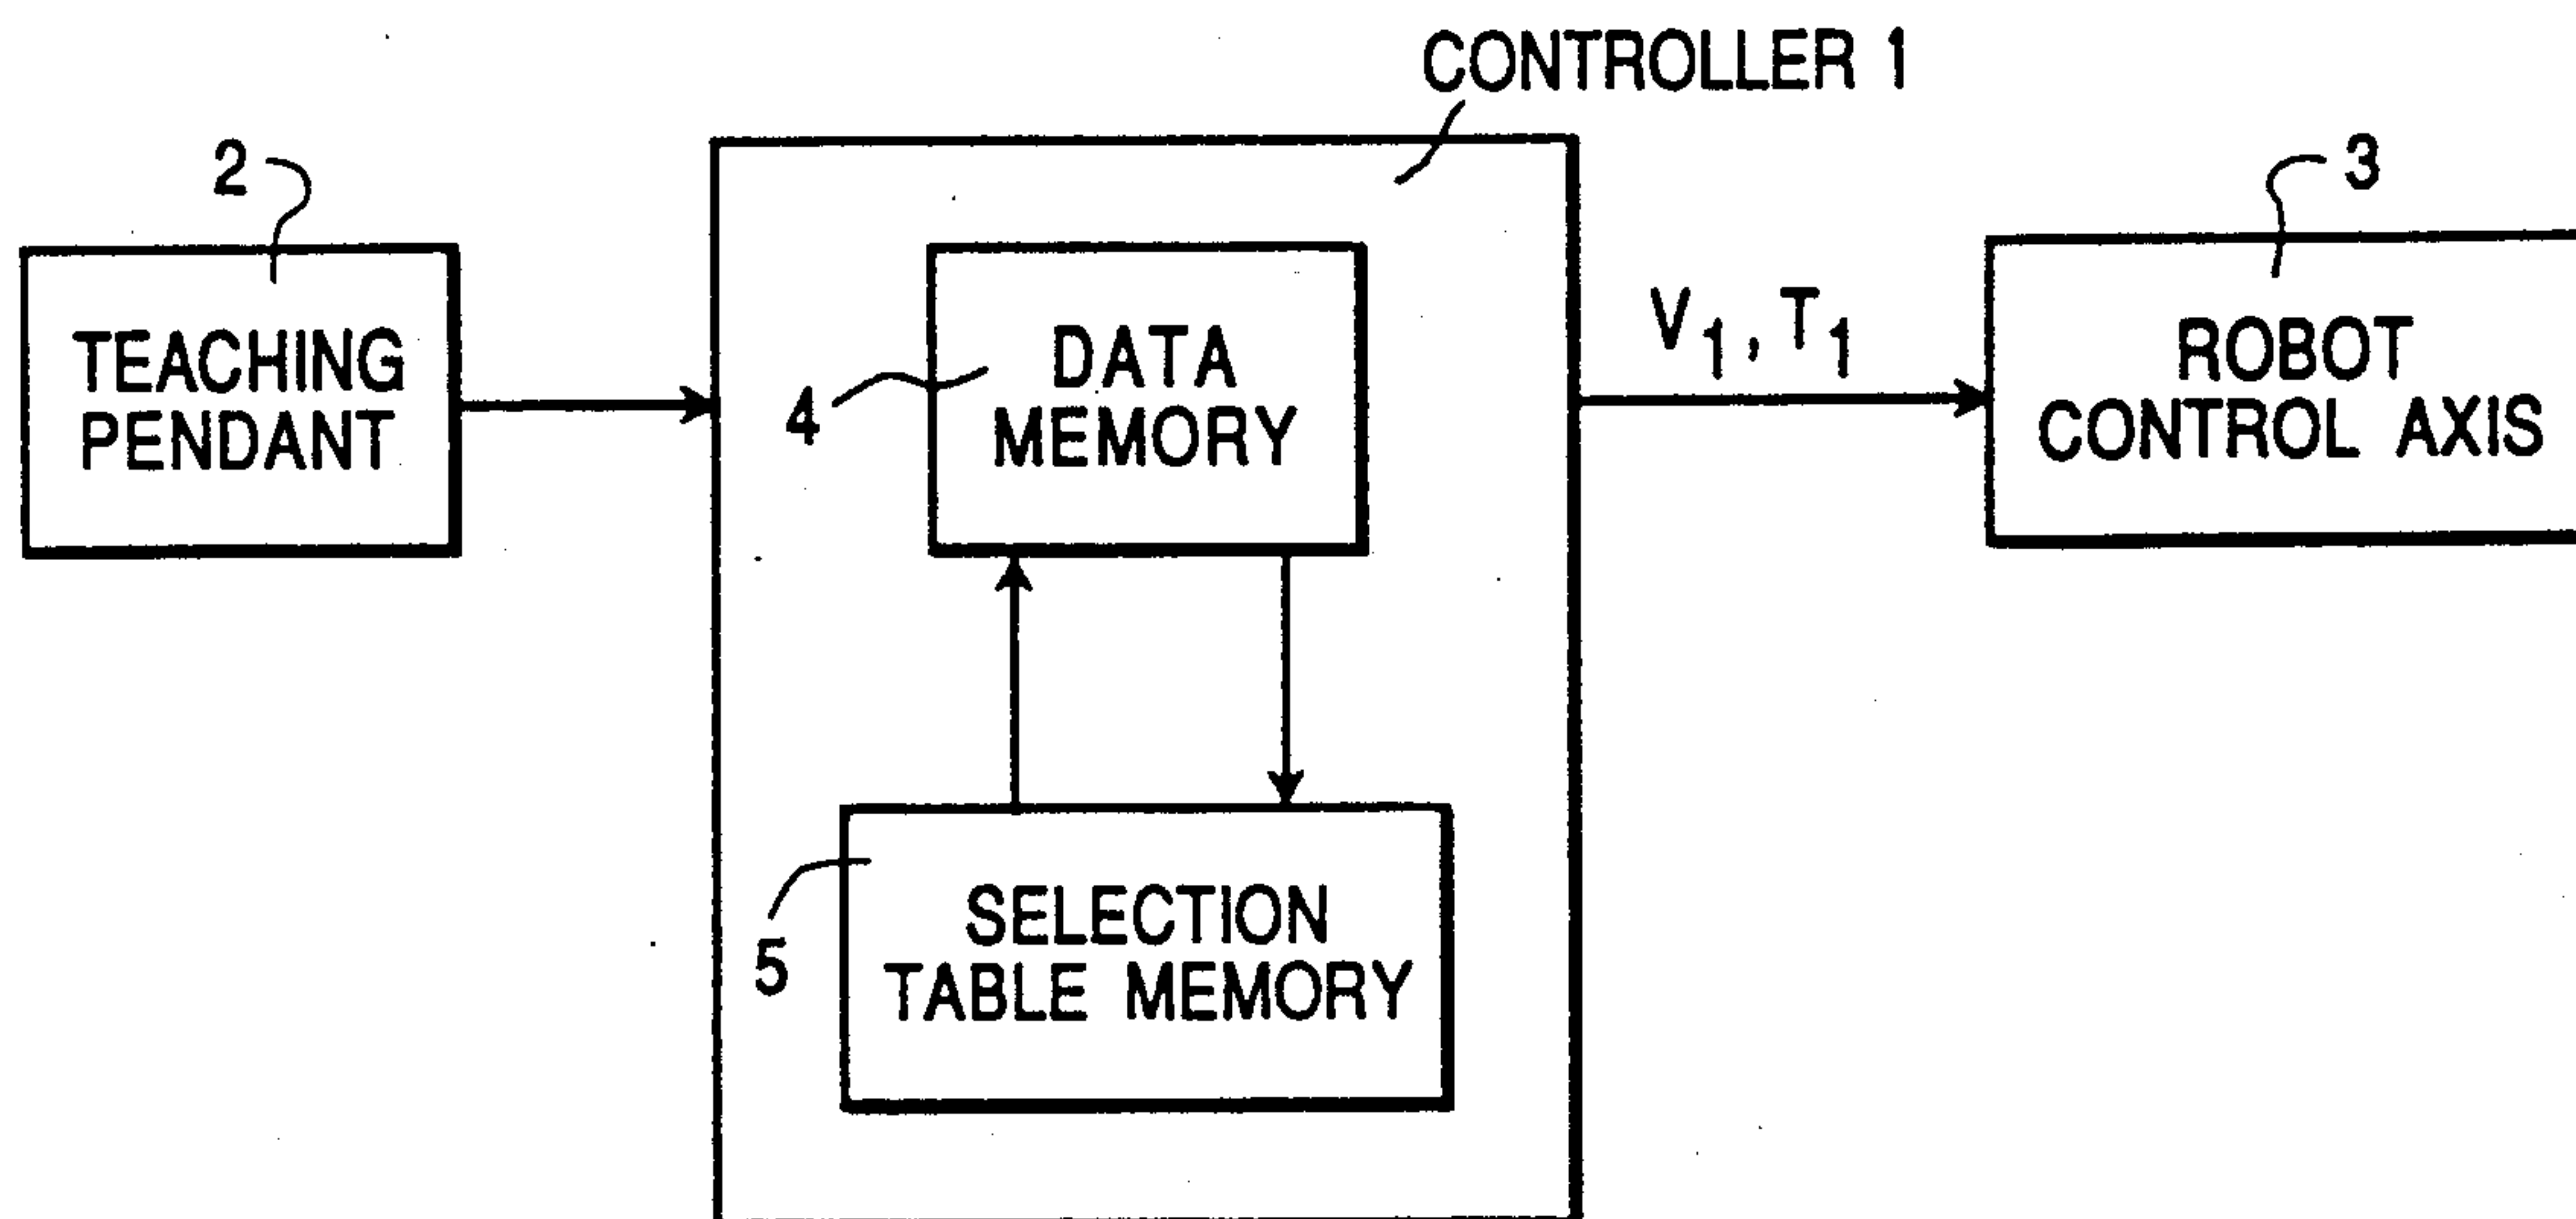 CONTROLLER 1
2
TEACHING
PENDANT
4
DATA
MEMORY
5
SELECTION
TABLE MEMORY
V1, T1
3
ROBOT
CONTROL AXIS